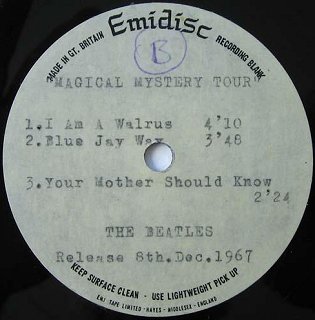 Emidisc
MADE IN GT. BRITAIN
RECORDING BLANK
B
"MAGICAL MYSTERY TOUR"
1.I Am A Walrus 4'10
2.Blue Jay Way 3'48
3.Your Mother Should Know
2'24
THE BEATLES
Release 8th.Dec.1967
KEEP SURFACE CLEAN - USE LIGHTWEIGHT PICK UP
EMI TAPE LIMITED · HAYES · MIDDLESEX · ENGLAND